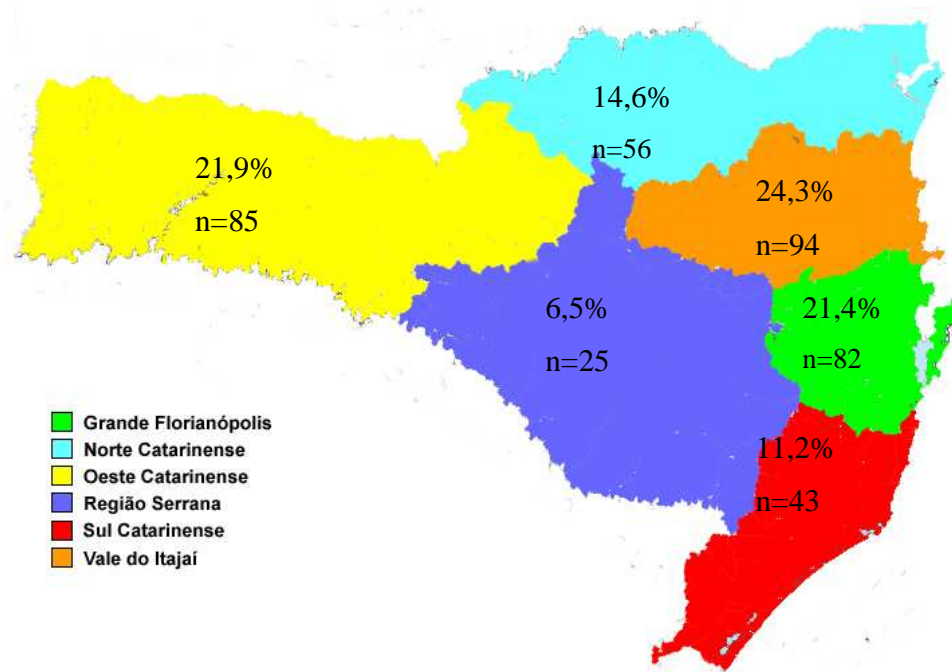 14,6%
n=56
21,9%
n=85
24,3%
n=94
6,5%
n=25
21,4%
n=82
11,2%
n=43
Grande Florianópolis
Norte Catarinense
Oeste Catarinense
Região Serrana
Sul Catarinense
Vale do Itajaí